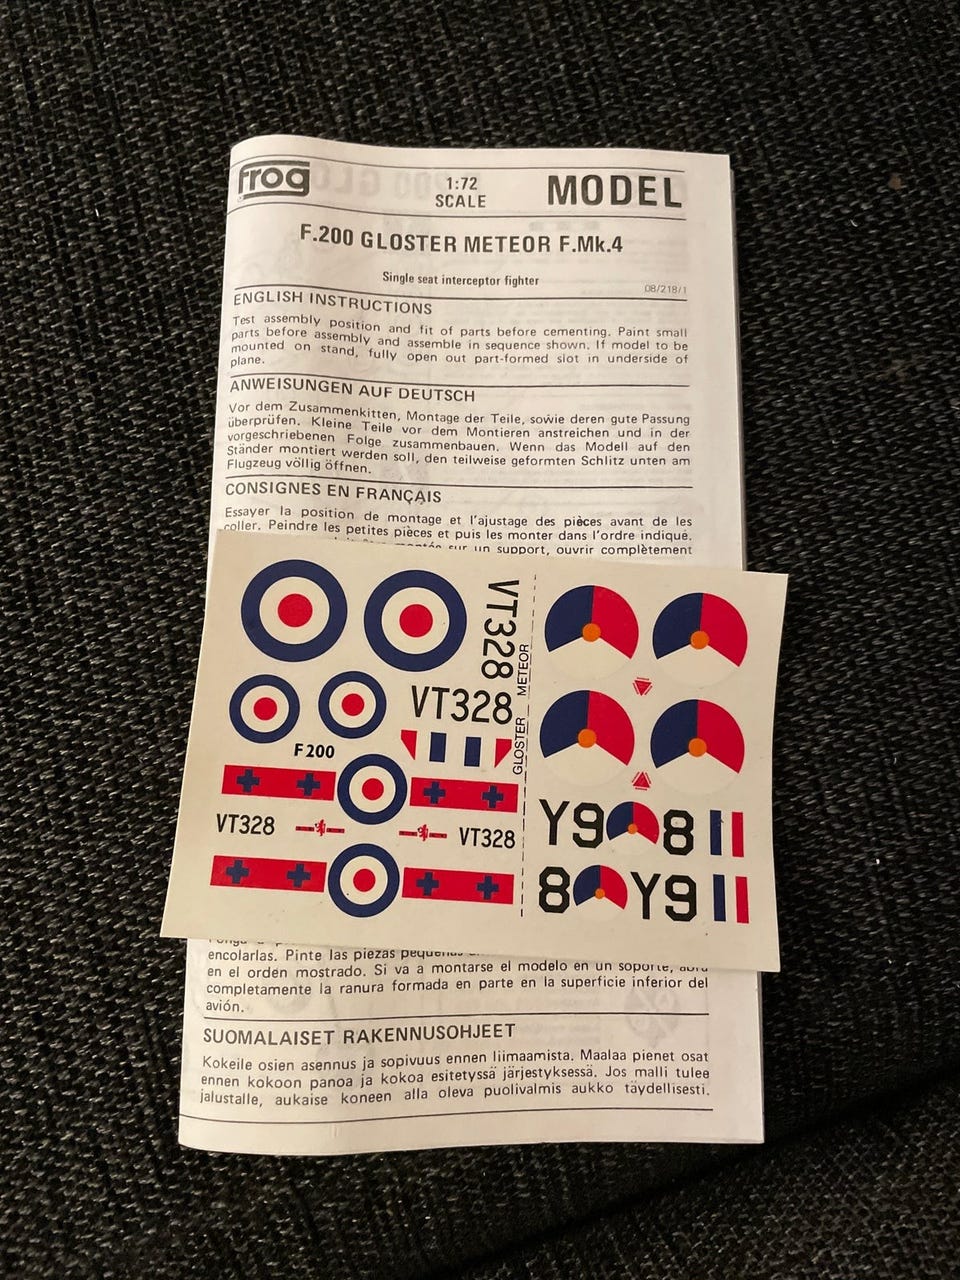 frog
1:72
SCALE
MODEL
F.200 GLOSTER METEOR F.Mk.4
Single seat interceptor fighter
08/218/1
ENGLISH INSTRUCTIONS
Test assembly position and fit of parts before cementing. Paint small
parts before assembly and assemble in sequence shown. If model to be
mounted on stand, fully open out part-formed slot in underside of
plane.
ANWEISUNGEN AUF DEUTSCH
Vor dem Zusammenkitten, Montage der Teile, sowie deren gute Passung
überprüfen. Kleine Teile vor dem Montieren anstreichen und in der
vorgeschriebenen Folge zusammenbauen. Wenn das Modell auf den
Ständer montiert werden soll, den teilweise geformten Schlitz unten am
Flugzeug völlig öffnen.
CONSIGNES EN FRANÇAIS
Essayer la position de montage et l'ajustage des pièces avant de les
coller. Peindre les petites pièces et puis les monter dans l'ordre indiqué.
être montée sur un support, ouvrir complètement
VT328
VT328
GLOSTER METEOR
F200
VT328
VT328
Y9 8
8 Y9
encolarlas. Pinte las piezas pequeñas
en el orden mostrado. Si va a montarse el modelo en un soporte, abra
completamente la ranura formada en parte en la superficie inferior del
avión.
SUOMALAISET RAKENNUSOHJEET
Kokeile osien asennus ja sopivuus ennen liimaamista. Maalaa pienet osat
ennen kokoon panoa ja kokoa esitetyssä järjestyksessä. Jos malli tulee
jalustalle, aukaise koneen alla oleva puolivalmis aukko täydellisesti.